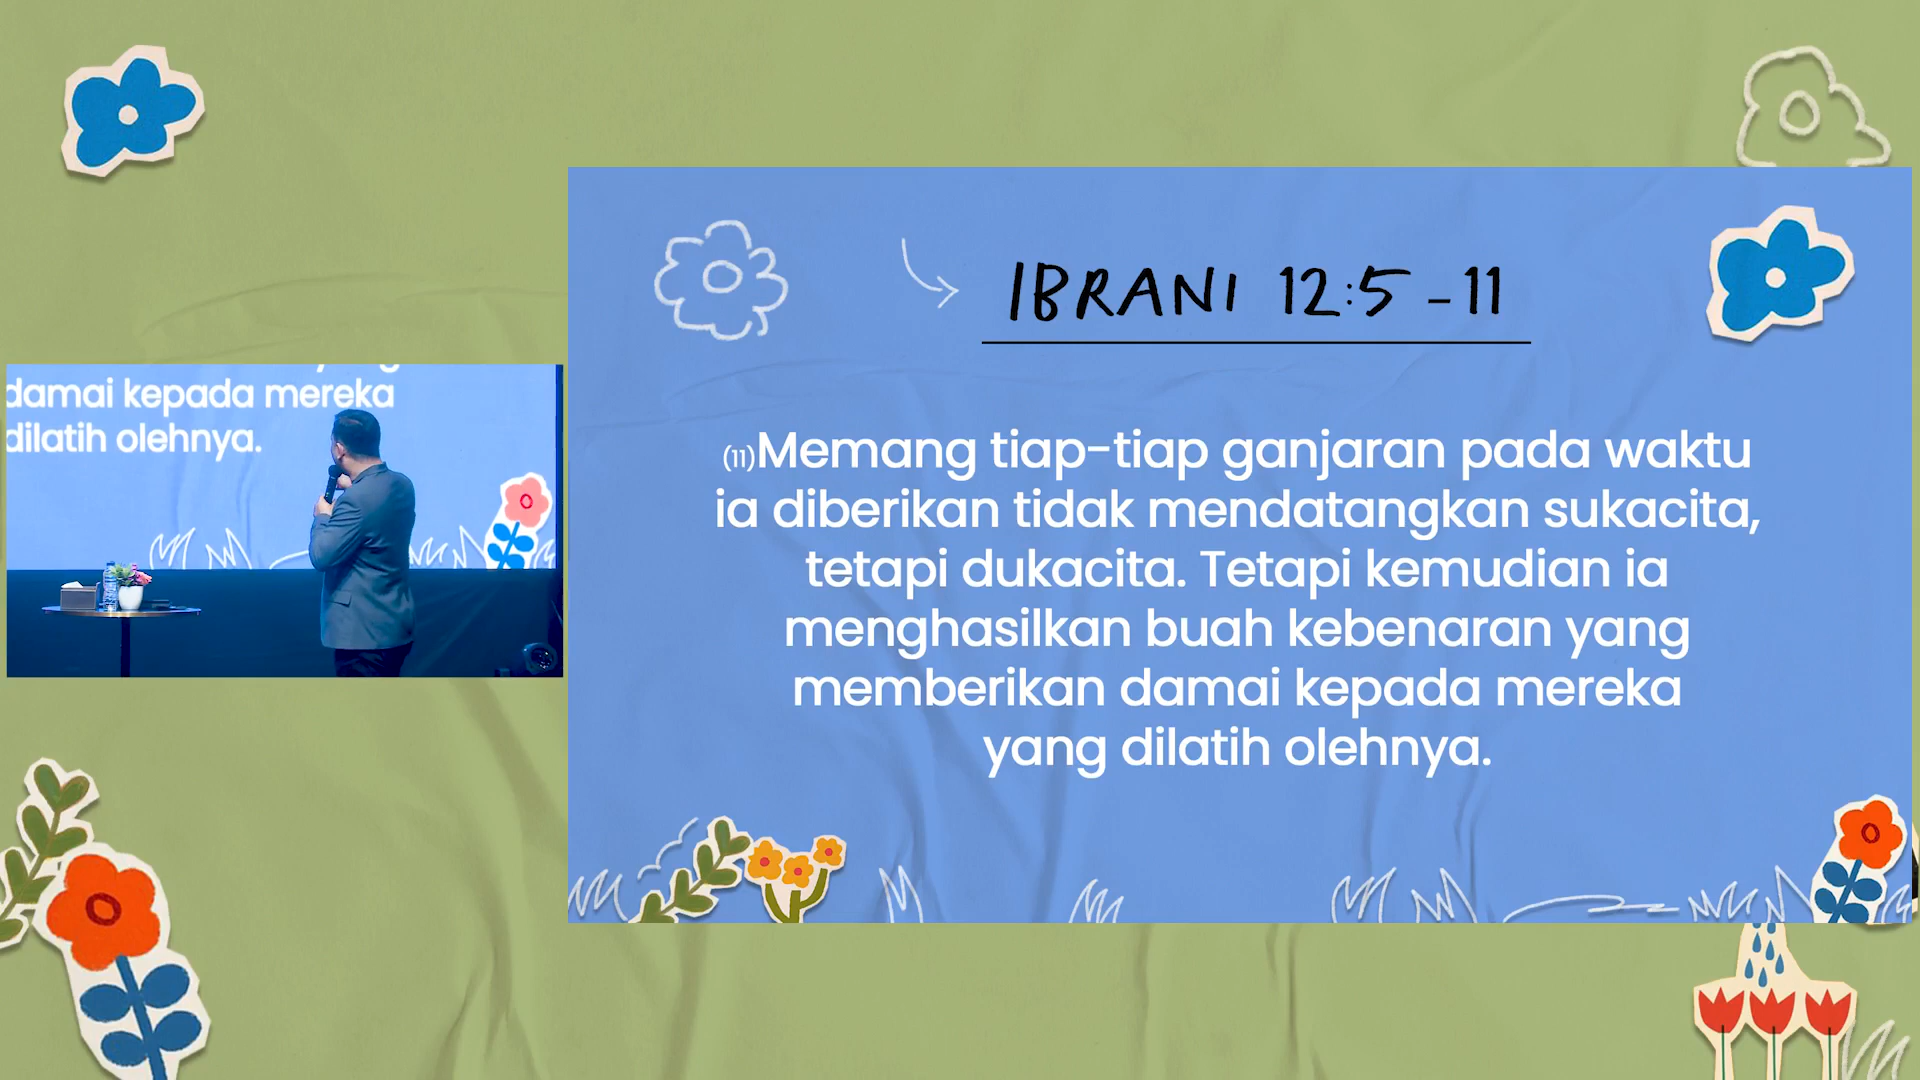 damai kepada mereka
dilatih olehnya.
IBRANI 12:5-11
(11)Memang tiap-tiap ganjaran pada waktu
ia diberikan tidak mendatangkan sukacita,
tetapi dukacita. Tetapi kemudian ia
menghasilkan buah kebenaran yang
memberikan damai kepada mereka
yang dilatih olehnya.